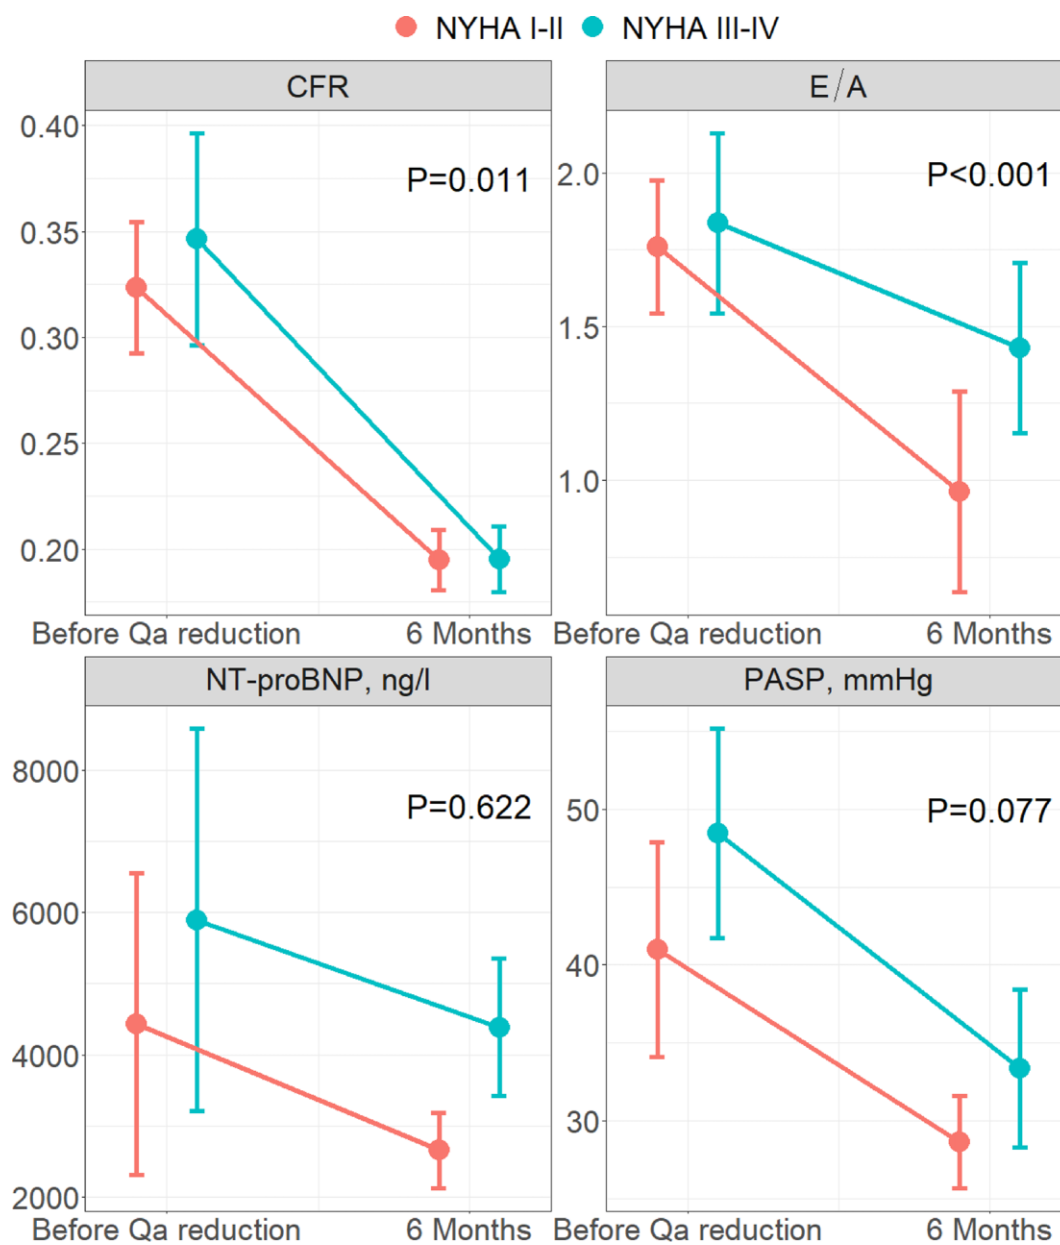 NYHA I-II NYHA III-IV
CFR
E/A
0.40
0.35
0.30
0.25
0.20
P=0.011
2.0
1.5
1.0
P<0.001
Before Qa reduction 6 Months
Before Qa reduction 6 Months
NT-proBNP, ng/l
PASP, mmHg
8000
6000
4000
2000
P=0.622
50
40
30
P=0.077
Before Qa reduction 6 Months
Before Qa reduction 6 Months